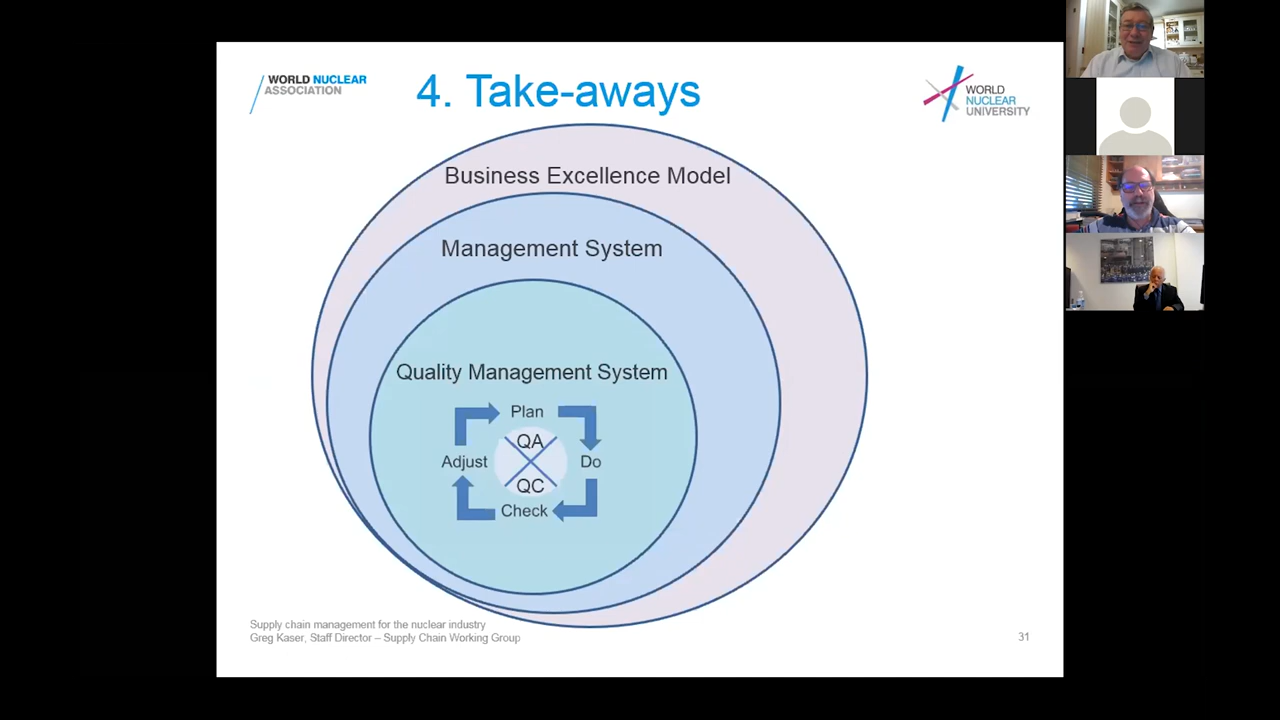 WORLD NUCLEAR
ASSOCIATION
4. Take-aways
WORLD
NUCLEAR
UNIVERSITY
Business Excellence Model
Management System
Quality Management System
Plan
QA
Adjust
Do
QC
Check
Supply chain management for the nuclear industry
Greg Kaser, Staff Director – Supply Chain Working Group
31